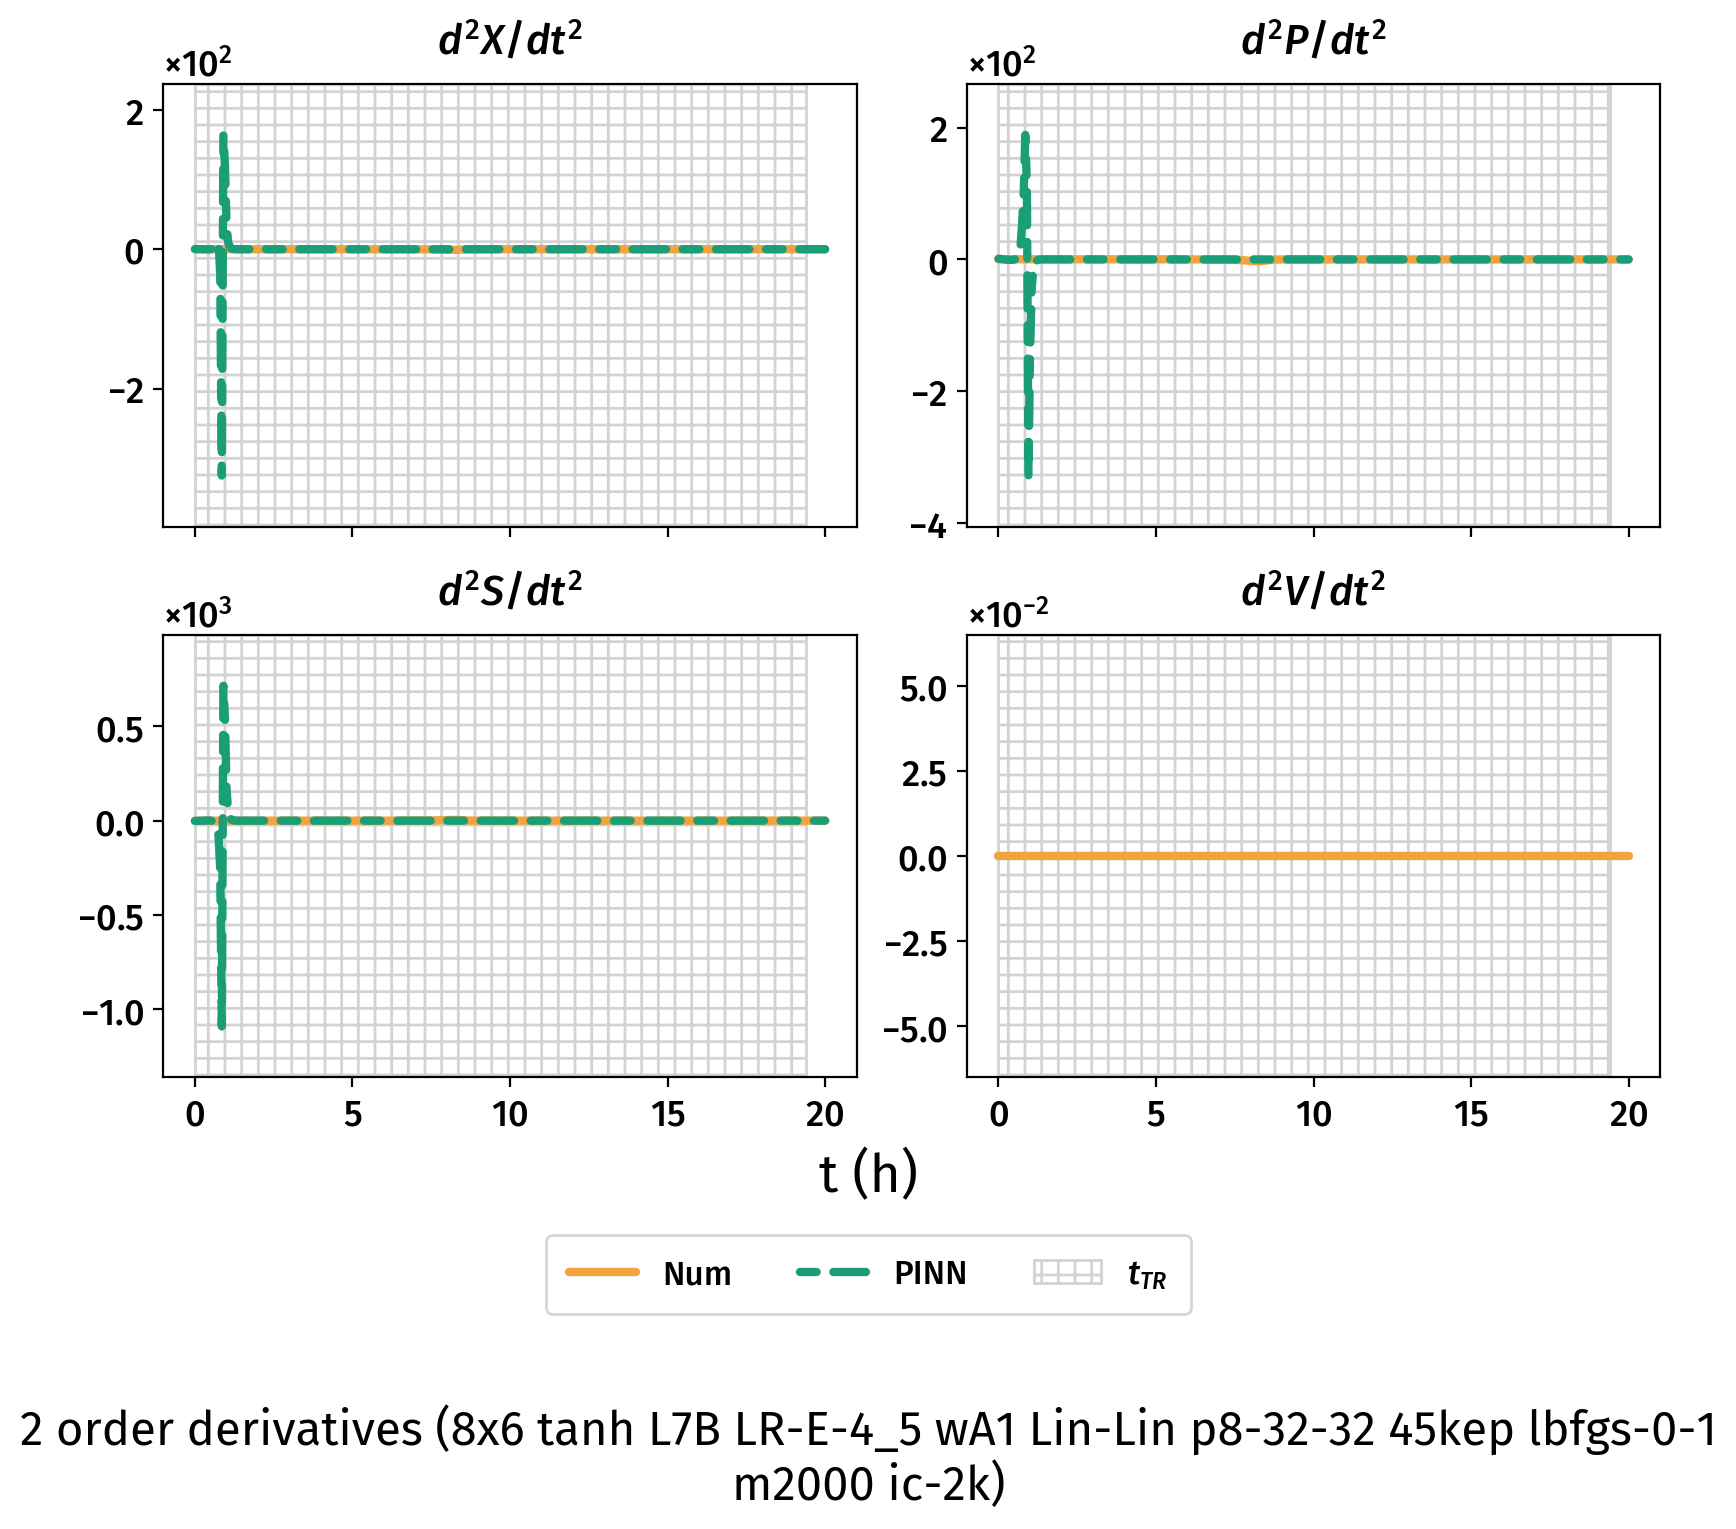 d²X/dt²
×10²
2
0
−2
d²P/dt²
×10²
2
0
−2
−4
d²S/dt²
×10³
0.5
0.0
−0.5
−1.0
0 5 10 15 20
d²V/dt²
×10⁻²
5.0
2.5
0.0
−2.5
−5.0
0 5 10 15 20
t (h)
Num PINN t_TR
2 order derivatives (8x6 tanh L7B LR-E-4_5 wA1 Lin-Lin p8-32-32 45kep lbfgs-0-1
m2000 ic-2k)